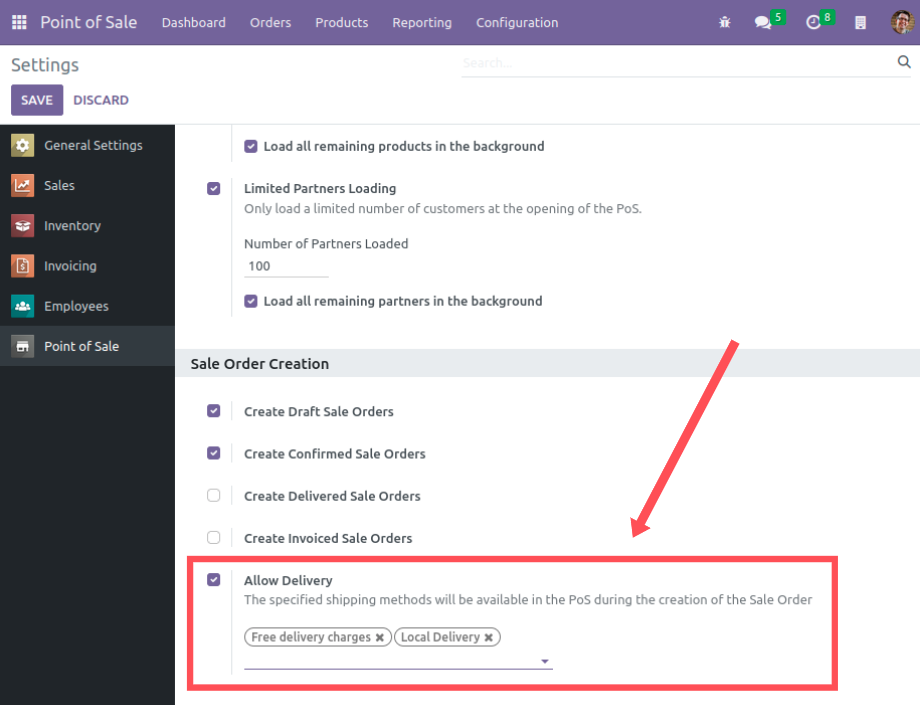 Point of Sale Dashboard Orders Products Reporting Configuration 5 8
Settings
Search...
SAVE DISCARD
General Settings
Sales
Inventory
Invoicing
Employees
Point of Sale
Load all remaining products in the background
Limited Partners Loading
Only load a limited number of customers at the opening of the PoS.
Number of Partners Loaded
100
Load all remaining partners in the background
Sale Order Creation
Create Draft Sale Orders
Create Confirmed Sale Orders
Create Delivered Sale Orders
Create Invoiced Sale Orders
Allow Delivery
The specified shipping methods will be available in the PoS during the creation of the Sale Order
Free delivery charges Local Delivery